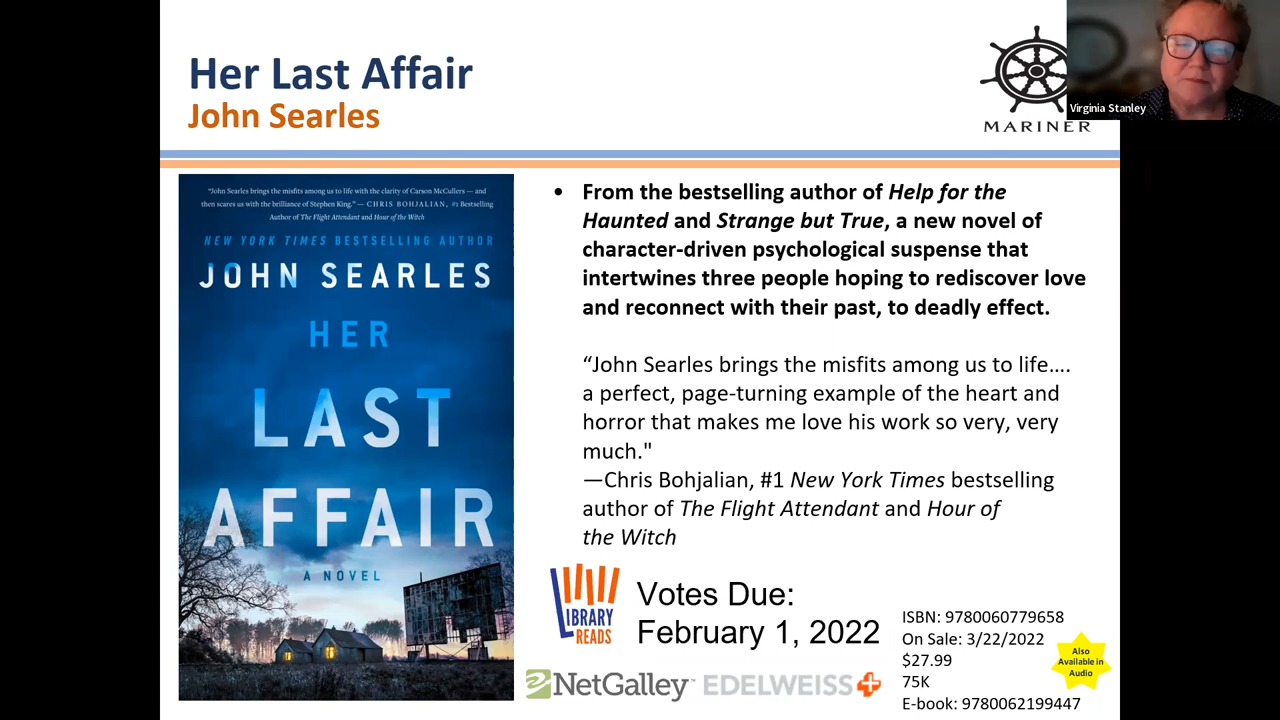 Her Last Affair
John Searles
MARINER
Virginia Stanley
“John Searles brings the misfits among us to life with the clarity of Carson McCullers — and
then scares us with the brilliance of Stephen King.” — CHRIS BOHJALIAN, #1 Bestselling
Author of The Flight Attendant and Hour of the Witch
NEW YORK TIMES BESTSELLING AUTHOR
JOHN SEARLES
HER
LAST
AFFAIR
A NOVEL
• From the bestselling author of Help for the
Haunted and Strange but True, a new novel of
character-driven psychological suspense that
intertwines three people hoping to rediscover love
and reconnect with their past, to deadly effect.
“John Searles brings the misfits among us to life….
a perfect, page-turning example of the heart and
horror that makes me love his work so very, very
much."
—Chris Bohjalian, #1 New York Times bestselling
author of The Flight Attendant and Hour of
the Witch
LIBRARY
READS
Votes Due:
February 1, 2022
NetGalley
EDELWEISS+
ISBN: 9780060779658
On Sale: 3/22/2022
$27.99
75K
E-book: 9780062199447
Also
Available in
Audio